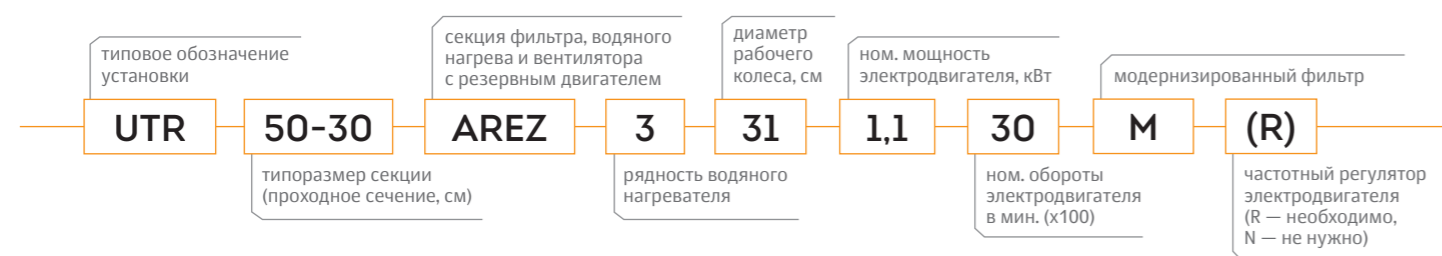 типовое обозначение
установки
секция фильтра, водяного
нагрева и вентилятора
с резервным двигателем
диаметр
рабочего
колеса, см
ном. мощность
электродвигателя, кВт
модернизированный фильтр
UTR 50-30 AREZ 3 31 1,1 30 M (R)
типоразмер секции
(проходное сечение, см)
рядность водяного
нагревателя
ном. обороты
электродвигателя
в мин. (x100)
частотный регулятор
электродвигателя
(R — необходимо,
N — не нужно)